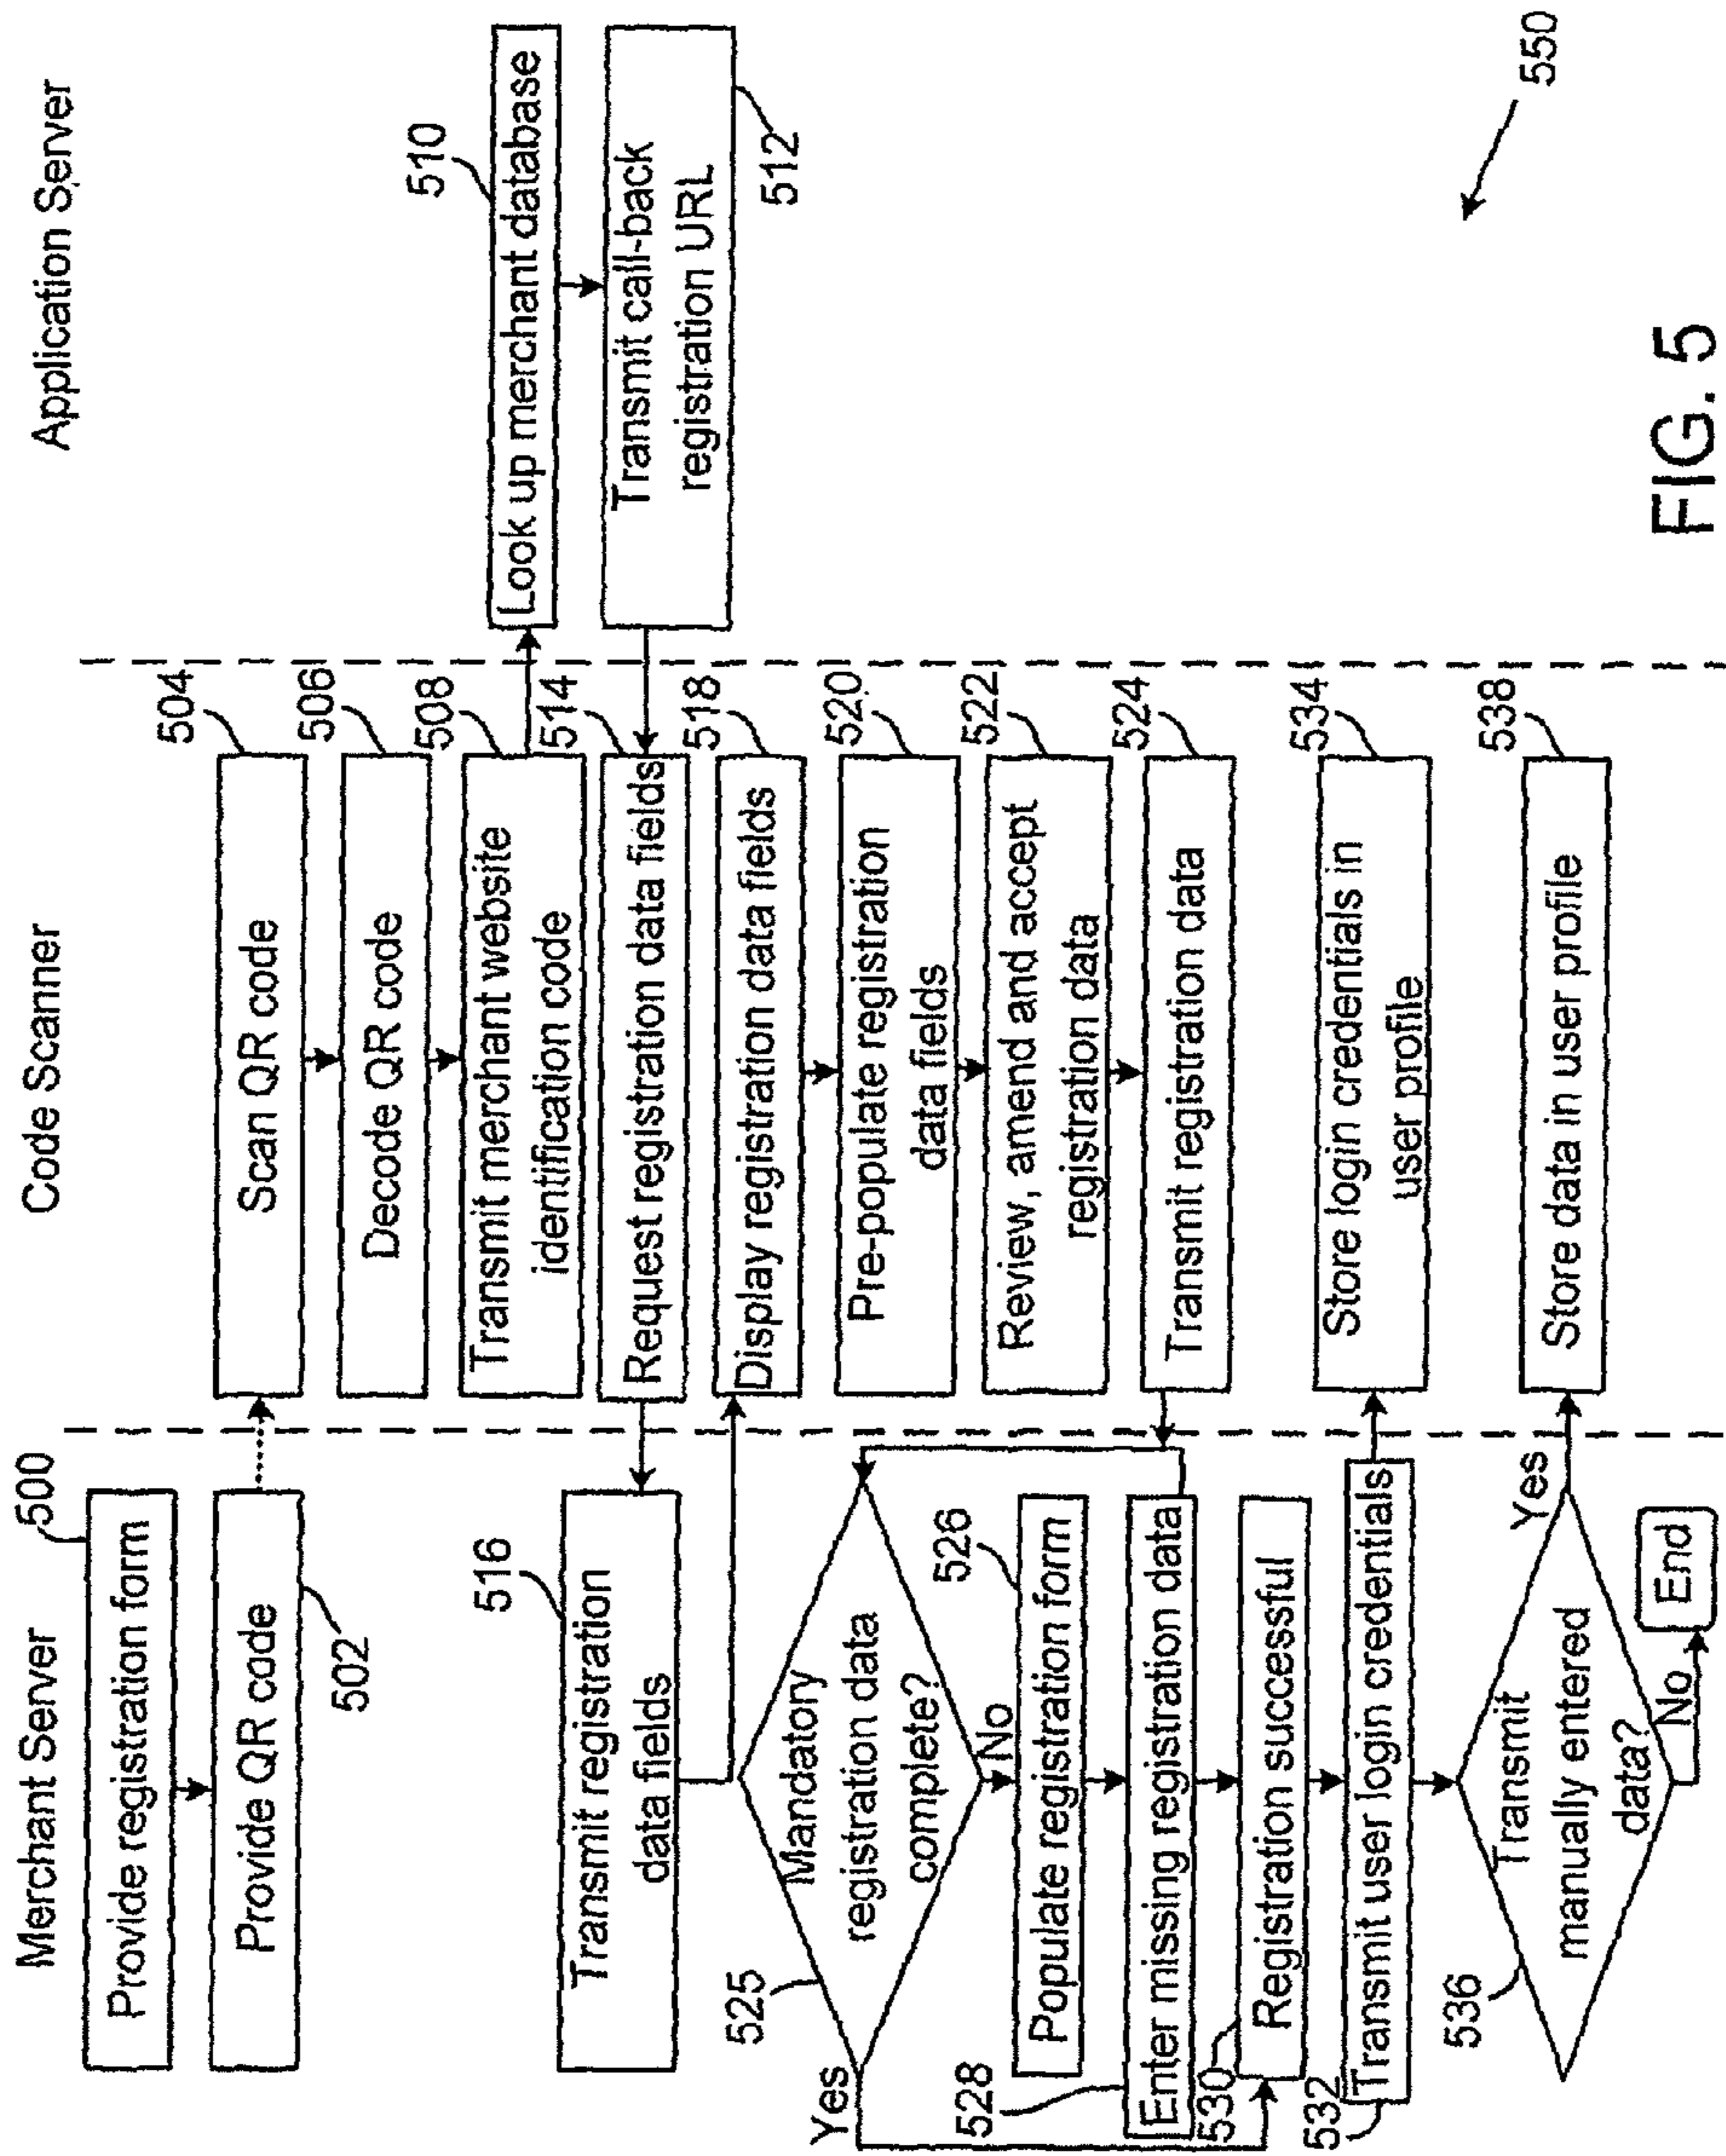 Merchant Server
Code Scanner
Application Server
500
Provide registration form
Provide QR code
502
504
Scan QR code
506
Decode QR code
508
Transmit merchant website
identification code
510
Look up merchant database
Transmit call-back
registration URL
512
514
Request registration data fields
516
Transmit registration
data fields
518
Display registration data fields
520
Pre-populate registration
data fields
522
Review, amend and accept
registration data
524
Transmit registration data
525
Mandatory
registration data
complete?
Yes
No
526
Populate registration form
528
Enter missing registration data
530
Registration successful
532
Transmit user login credentials
534
Store login credentials in
user profile
536
Transmit
manually entered
data?
Yes
No
End
538
Store data in user profile
550
FIG. 5